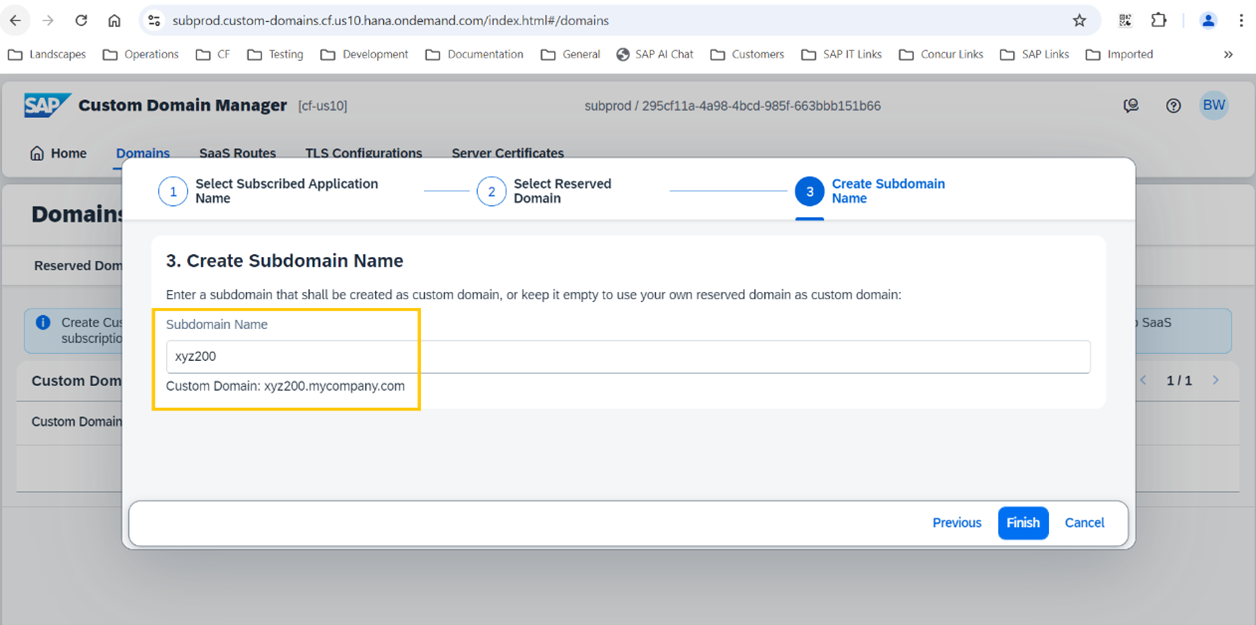 subprod.custom-domains.cf.us10.hana.ondemand.com/index.html#/domains
Landscapes Operations CF Testing Development Documentation General SAP AI Chat Customers SAP IT Links Concur Links SAP Links Imported »
SAP Custom Domain Manager [cf-us10] subprod / 295cf11a-4a98-4bcd-985f-663bbb151b66 BW
Home Domains SaaS Routes TLS Configurations Server Certificates
1 Select Subscribed Application Name
2 Select Reserved Domain
3 Create Subdomain Name
Domains
Reserved Dom
3. Create Subdomain Name
Enter a subdomain that shall be created as custom domain, or keep it empty to use your own reserved domain as custom domain:
i Create Cus
subscriptio
SaaS
Subdomain Name
xyz200
Custom Domain: xyz200.mycompany.com
Custom Dom
1 / 1
Custom Domain
Previous Finish Cancel